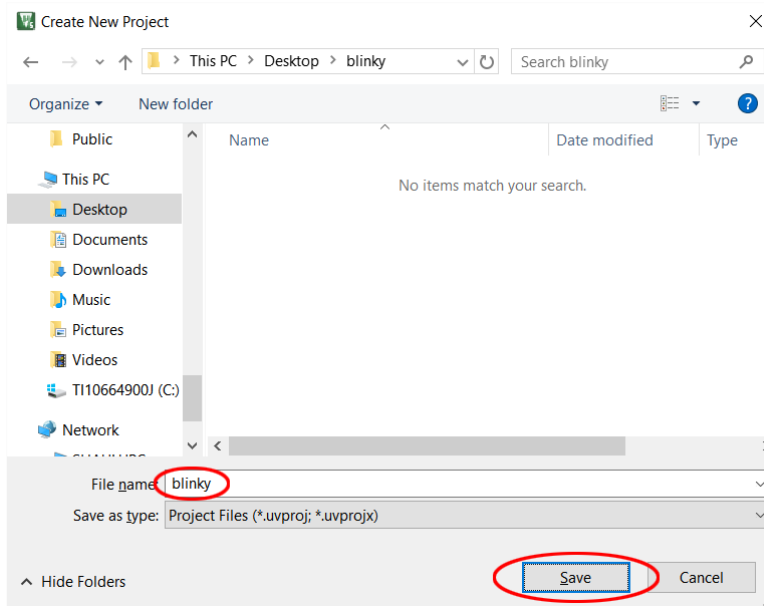 Create New Project
This PC > Desktop > blinky
Search blinky
Organize
New folder
?
Public
This PC
Desktop
Documents
Downloads
Music
Pictures
Videos
TI10664900J (C:)
Network
Name
Date modified
Type
No items match your search.
File name: blinky
Save as type: Project Files (*.uvproj; *.uvprojx)
Hide Folders
Save
Cancel